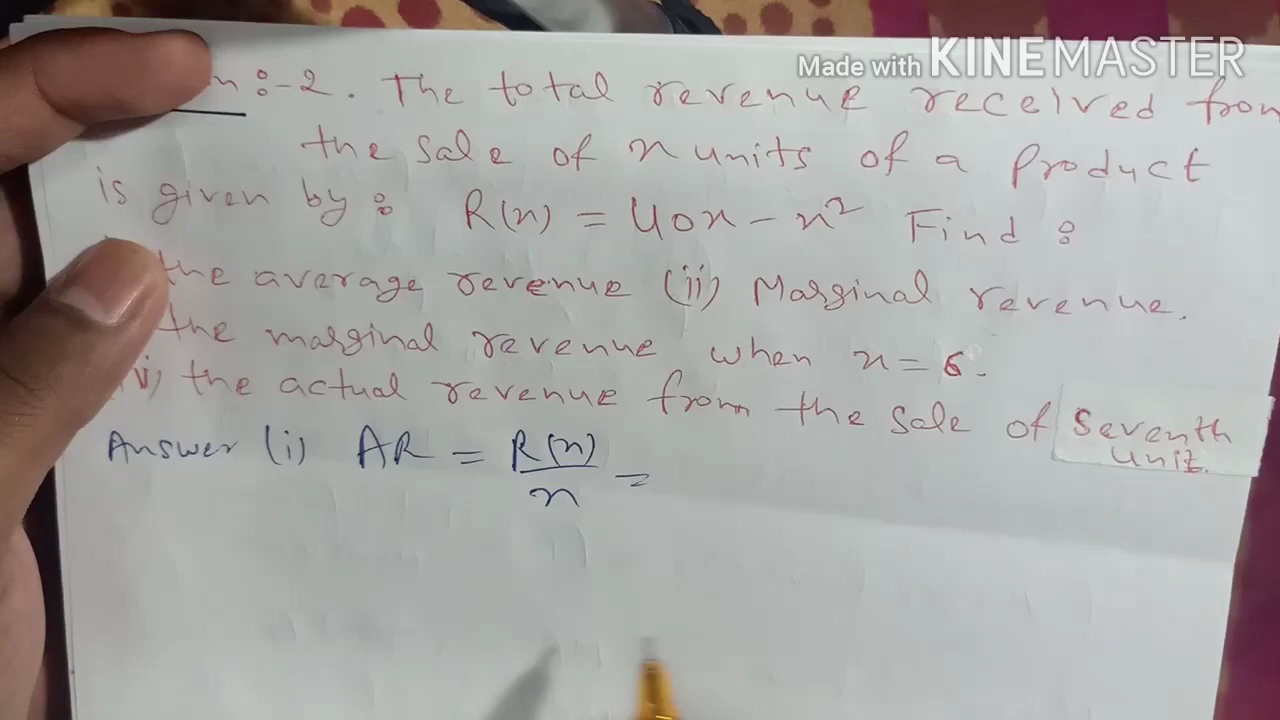 Made with KINEMASTER
n :- 2. The total revenue received from
the sale of x units of a product
is given by : R(x) = 40x - x² Find :
the average revenue (ii) Marginal revenue.
the marginal revenue when x = 6.
v) the actual revenue from the sale of seventh
unit.
Answer (i) AR = R(x)/x =